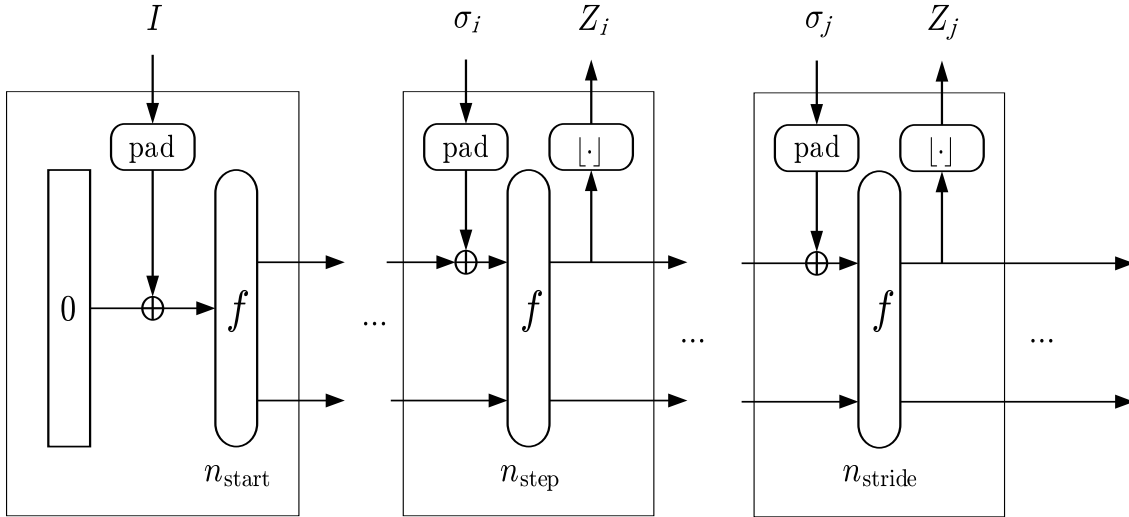 I σ_i Z_i σ_j Z_j
pad pad ⌊·⌋ pad ⌊·⌋
0 f ... f ... f ...
n_start n_step n_stride